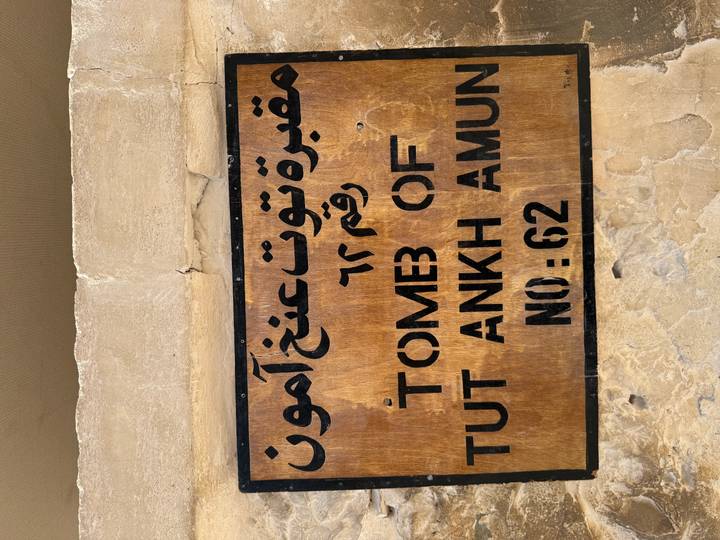 مقبرة توت عنخ آمون
رقم ٦٢
TOMB OF
TUT ANKH AMUN
NO : 62